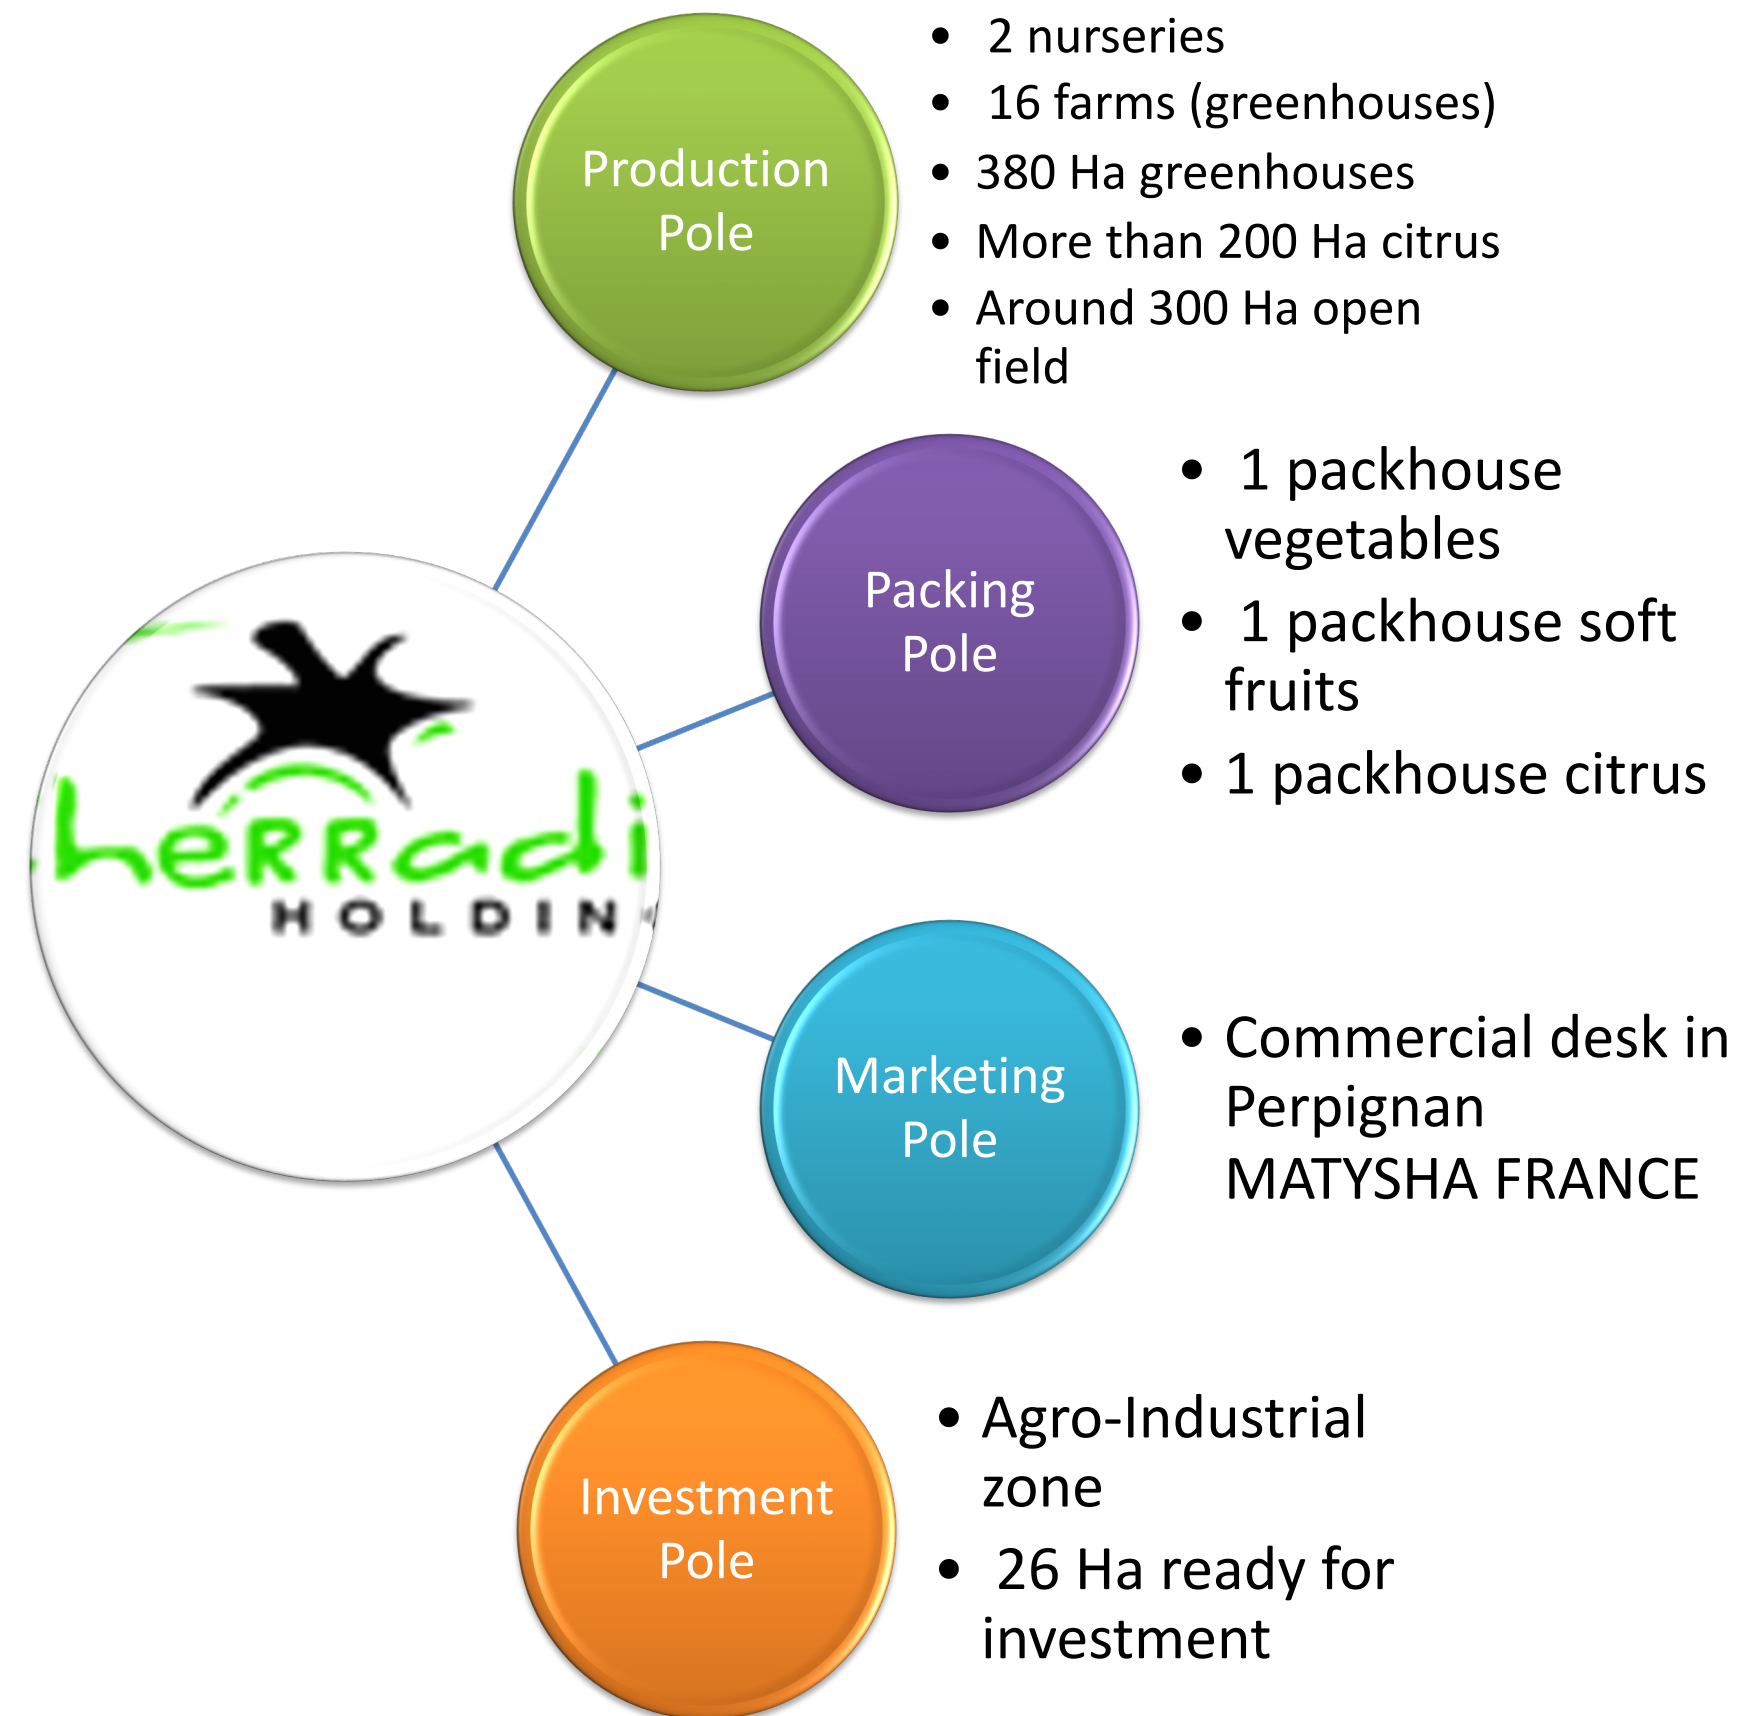 Production
Pole
• 2 nurseries
• 16 farms (greenhouses)
• 380 Ha greenhouses
• More than 200 Ha citrus
• Around 300 Ha open
field
Packing
Pole
• 1 packhouse
vegetables
• 1 packhouse soft
fruits
• 1 packhouse citrus
herradi
HOLDIN
Marketing
Pole
• Commercial desk in
Perpignan
MATYSHA FRANCE
Investment
Pole
• Agro-Industrial
zone
• 26 Ha ready for
investment